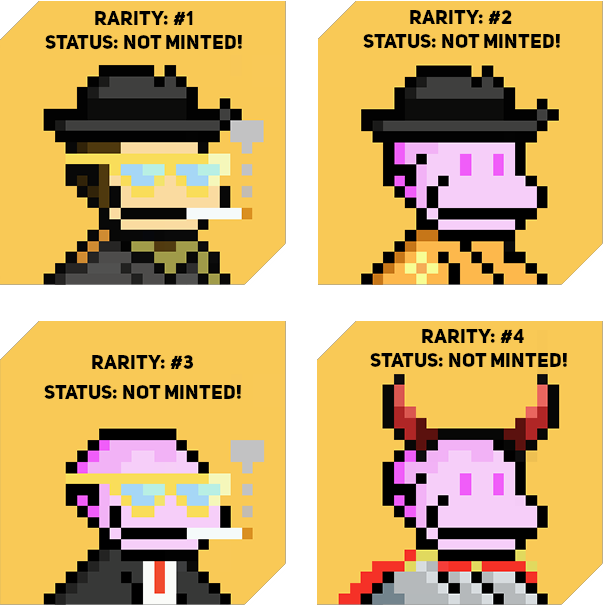 RARITY: #1
STATUS: NOT MINTED!
RARITY: #2
STATUS: NOT MINTED!
RARITY: #3
STATUS: NOT MINTED!
RARITY: #4
STATUS: NOT MINTED!